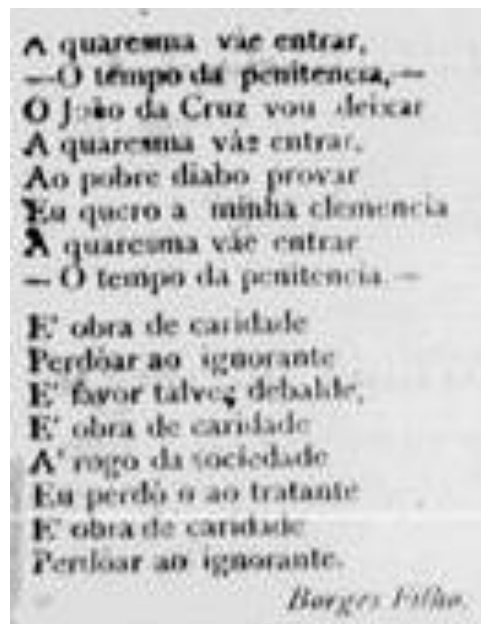 A quaresma vae entrar,
—O tempo da penitencia,—
O João da Cruz vou deixar
A quaresma vae entrar,
Ao pobre diabo provar
Eu quero a minha clemencia
A quaresma vae entrar
— O tempo da penitencia.—
E' obra de caridade
Perdôar ao ignorante
E' favor talvez debalde,
E' obra de caridade
A' rogo da sociedade
Eu perdô o ao tratante
E' obra de caridade
Perdôar ao ignorante.
Borges Filho.